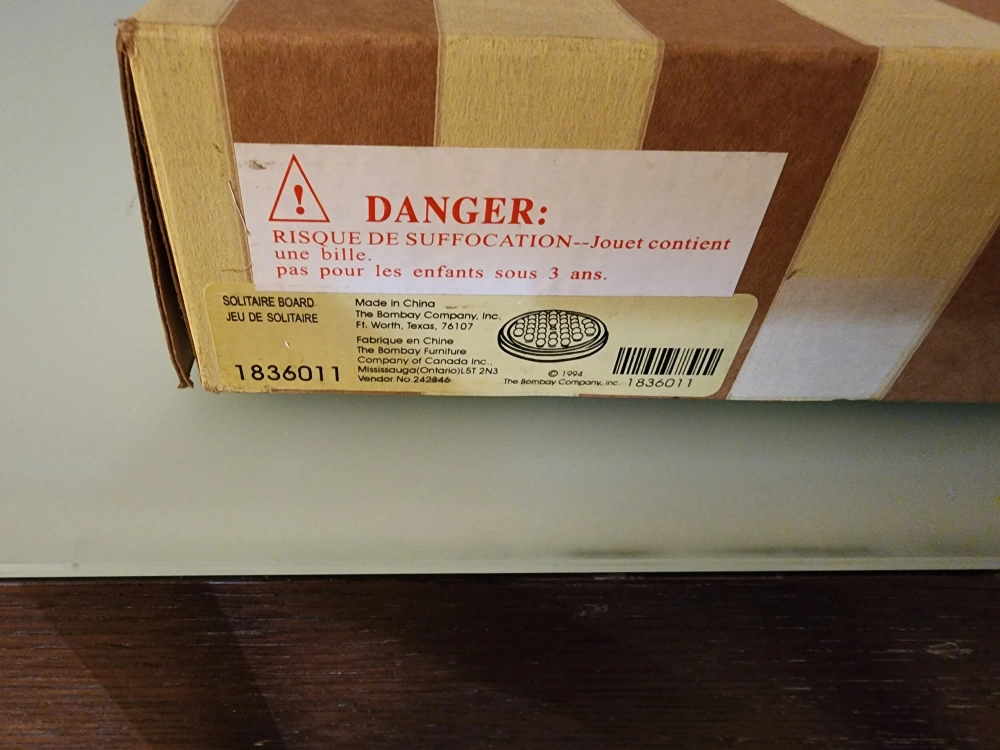 !
DANGER:
RISQUE DE SUFFOCATION--Jouet contient
une bille.
pas pour les enfants sous 3 ans.
SOLITAIRE BOARD
JEU DE SOLITAIRE
1836011
Made in China
The Bombay Company, Inc.
Ft. Worth, Texas, 76107
Fabrique en Chine
The Bombay Furniture
Company of Canada Inc.,
Mississauga(Ontario)L5T 2N3
Vendor No.242846
© 1994
The Bombay Company, Inc.
1836011